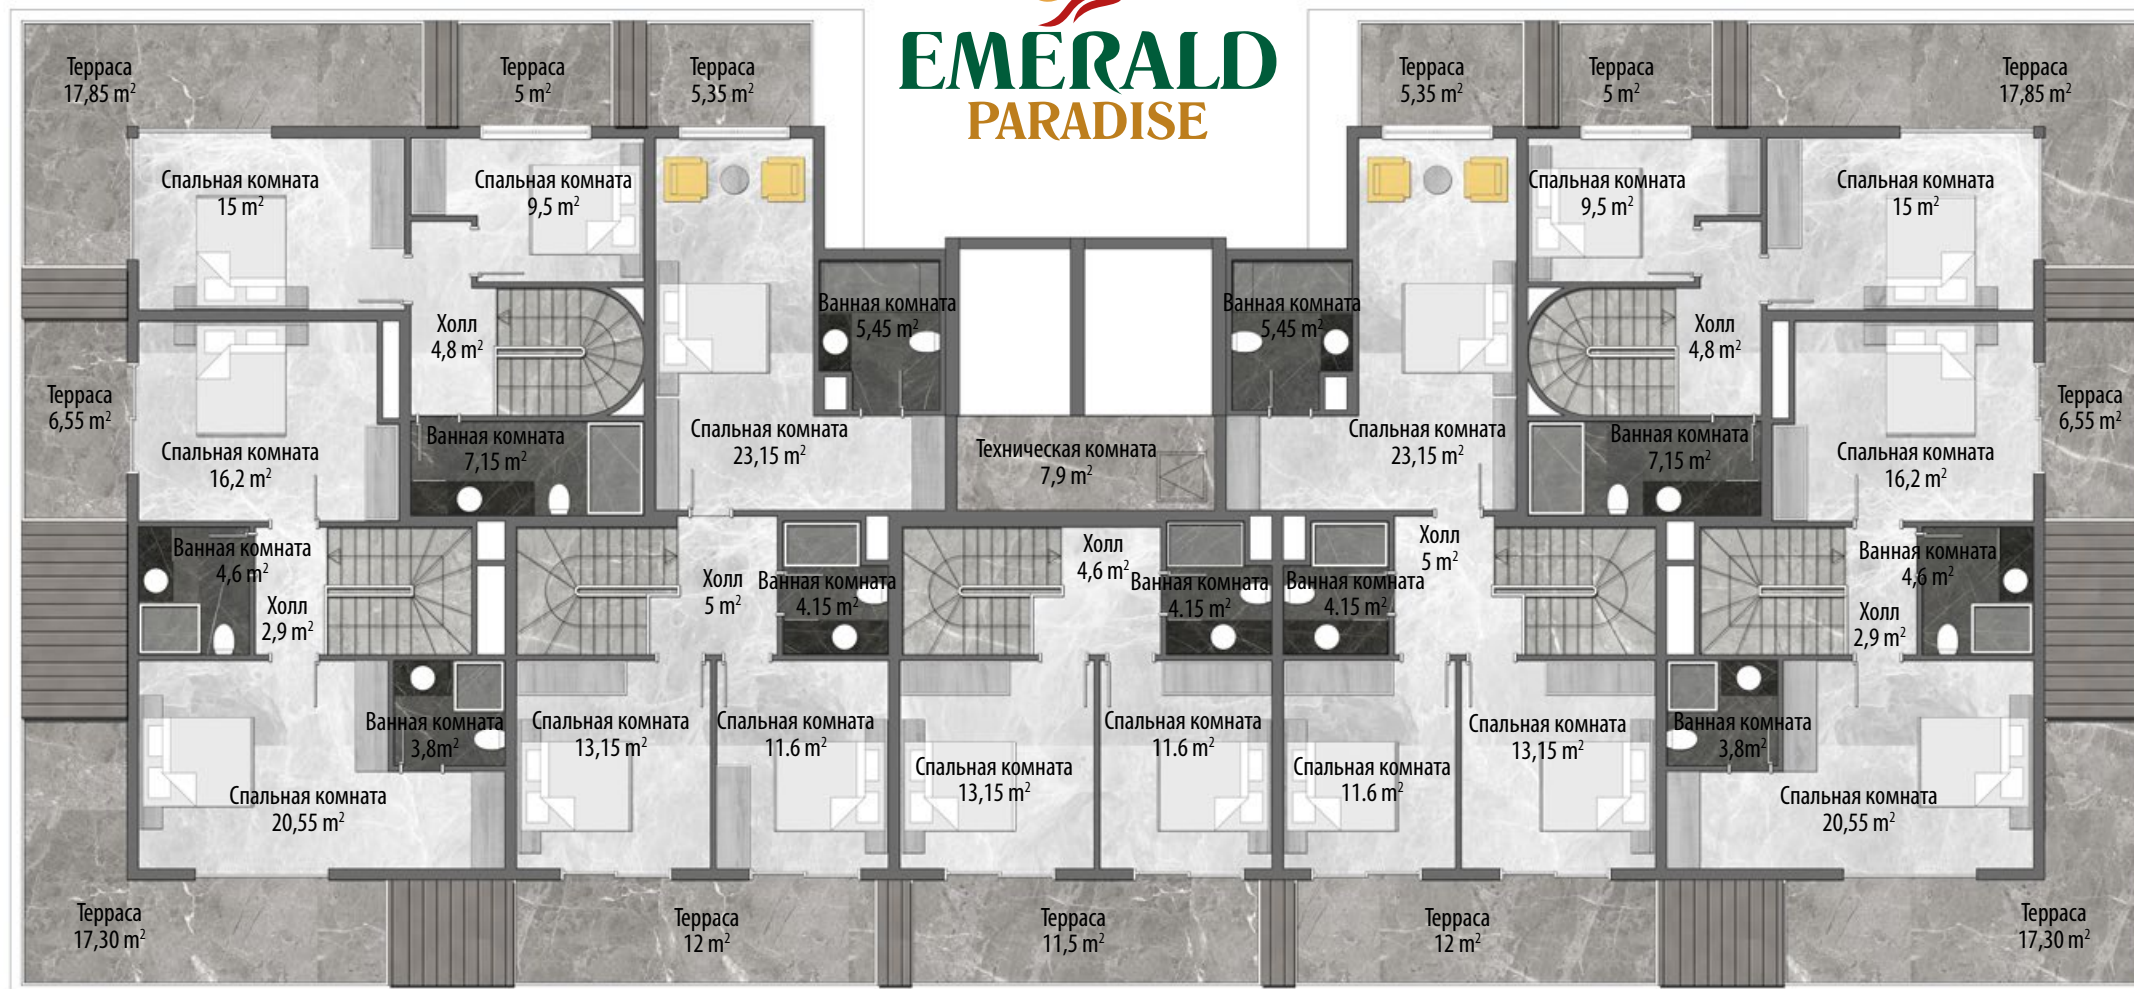 EMERALD
PARADISE
Терраса
17,85 m²
Терраса
5 m²
Терраса
5,35 m²
Терраса
5,35 m²
Терраса
5 m²
Терраса
17,85 m²
Спальная комната
15 m²
Спальная комната
9,5 m²
Спальная комната
9,5 m²
Спальная комната
15 m²
Холл
4,8 m²
Ванная комната
5,45 m²
Ванная комната
5,45 m²
Холл
4,8 m²
Терраса
6,55 m²
Спальная комната
16,2 m²
Ванная комната
7,15 m²
Спальная комната
23,15 m²
Техническая комната
7,9 m²
Спальная комната
23,15 m²
Ванная комната
7,15 m²
Спальная комната
16,2 m²
Терраса
6,55 m²
Ванная комната
4,6 m²
Холл
2,9 m²
Холл
5 m²
Ванная комната
4.15 m²
Холл
4,6 m²
Ванная комната
4.15 m²
Ванная комната
4.15 m²
Холл
5 m²
Ванная комната
4,6 m²
Холл
2,9 m²
Ванная комната
3,8m²
Спальная комната
20,55 m²
Спальная комната
13,15 m²
Спальная комната
11.6 m²
Спальная комната
13,15 m²
Спальная комната
11.6 m²
Спальная комната
11.6 m²
Спальная комната
13,15 m²
Ванная комната
3,8m²
Спальная комната
20,55 m²
Терраса
17,30 m²
Терраса
12 m²
Терраса
11,5 m²
Терраса
12 m²
Терраса
17,30 m²